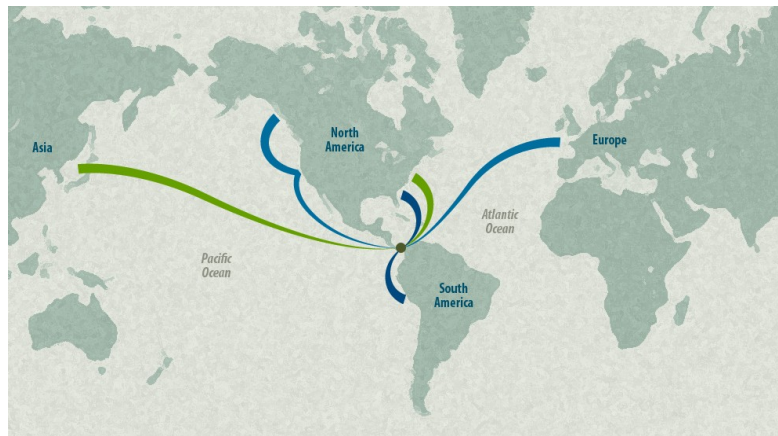 Asia
North
America
Europe
Atlantic
Ocean
Pacific
Ocean
South
America